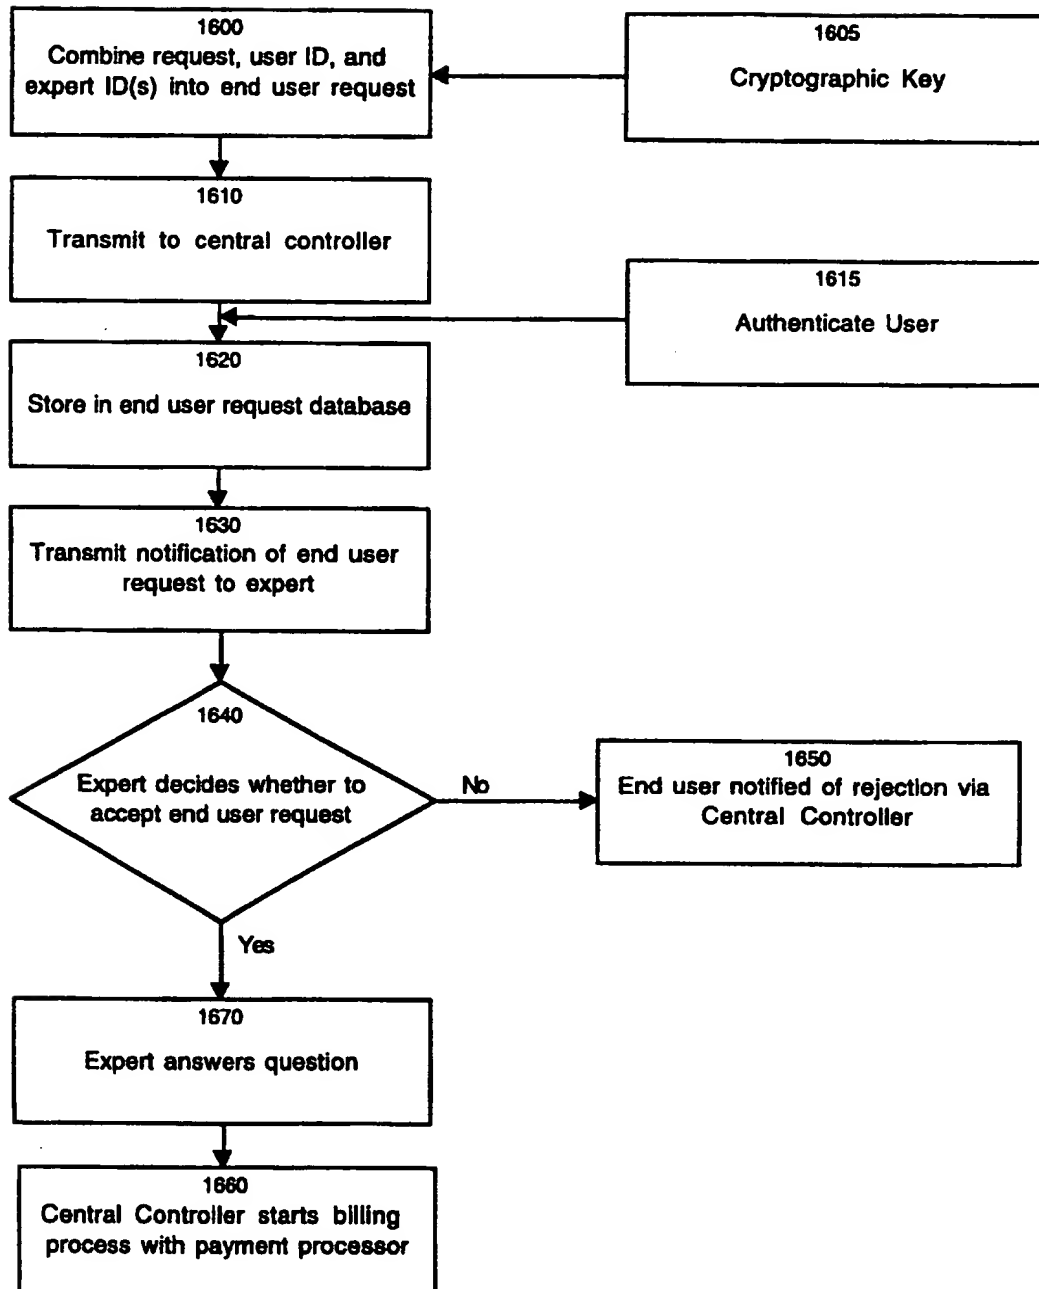 1600
Combine request, user ID, and
expert ID(s) into end user request
1605
Cryptographic Key
1610
Transmit to central controller
1615
Authenticate User
1620
Store in end user request database
1630
Transmit notification of end user
request to expert
1640
Expert decides whether to
accept end user request
No
1650
End user notified of rejection via
Central Controller
Yes
1670
Expert answers question
1660
Central Controller starts billing
process with payment processor